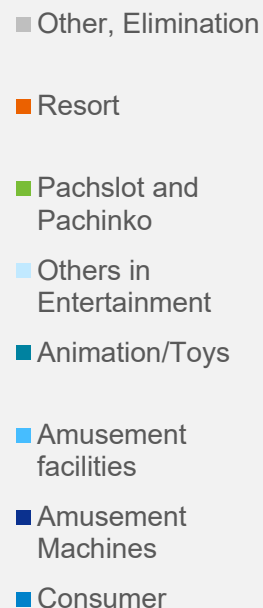 Other, Elimination
Resort
Pachslot and
Pachinko
Others in
Entertainment
Animation/Toys
Amusement
facilities
Amusement
Machines
Consumer